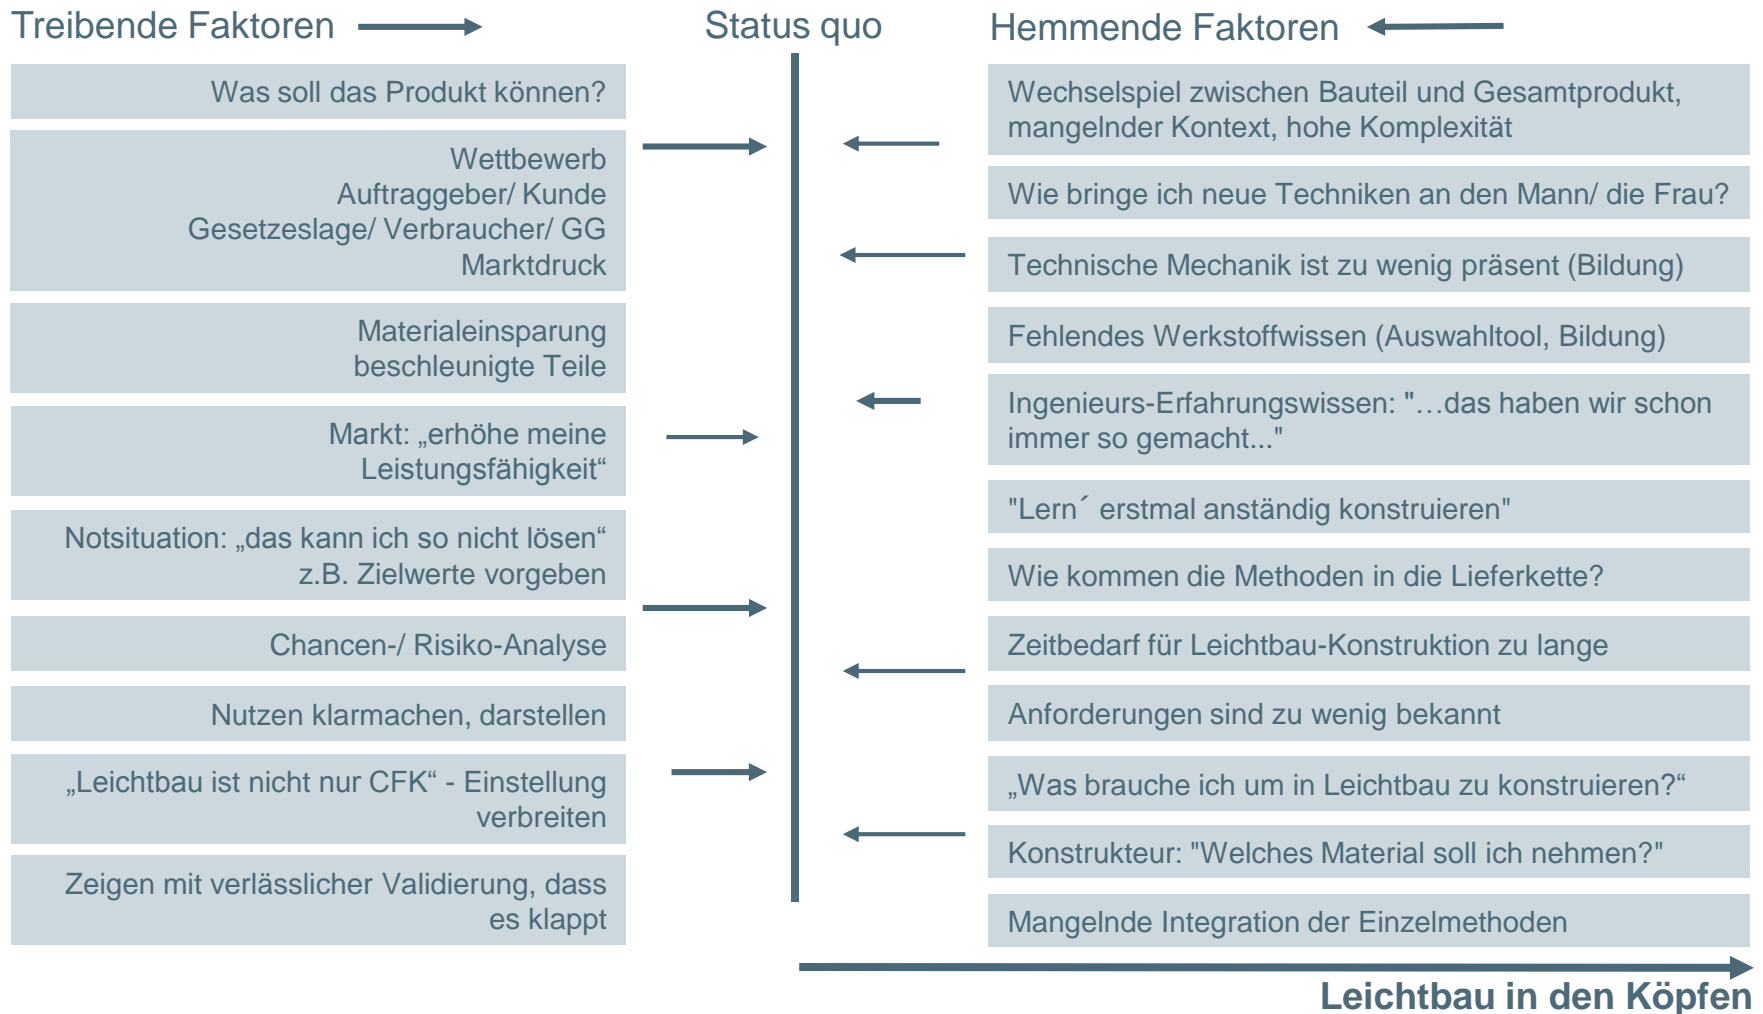 Treibende Faktoren
Status quo
Hemmende Faktoren
Was soll das Produkt können?
Wettbewerb
Auftraggeber/ Kunde
Gesetzeslage/ Verbraucher/ GG
Marktdruck
Materialeinsparung
beschleunigte Teile
Markt: „erhöhe meine
Leistungsfähigkeit“
Notsituation: „das kann ich so nicht lösen“
z.B. Zielwerte vorgeben
Chancen-/ Risiko-Analyse
Nutzen klarmachen, darstellen
„Leichtbau ist nicht nur CFK“ - Einstellung
verbreiten
Zeigen mit verlässlicher Validierung, dass
es klappt
Wechselspiel zwischen Bauteil und Gesamtprodukt,
mangelnder Kontext, hohe Komplexität
Wie bringe ich neue Techniken an den Mann/ die Frau?
Technische Mechanik ist zu wenig präsent (Bildung)
Fehlendes Werkstoffwissen (Auswahltool, Bildung)
Ingenieurs-Erfahrungswissen: "…das haben wir schon
immer so gemacht..."
"Lern´ erstmal anständig konstruieren"
Wie kommen die Methoden in die Lieferkette?
Zeitbedarf für Leichtbau-Konstruktion zu lange
Anforderungen sind zu wenig bekannt
„Was brauche ich um in Leichtbau zu konstruieren?“
Konstrukteur: "Welches Material soll ich nehmen?"
Mangelnde Integration der Einzelmethoden
Leichtbau in den Köpfen